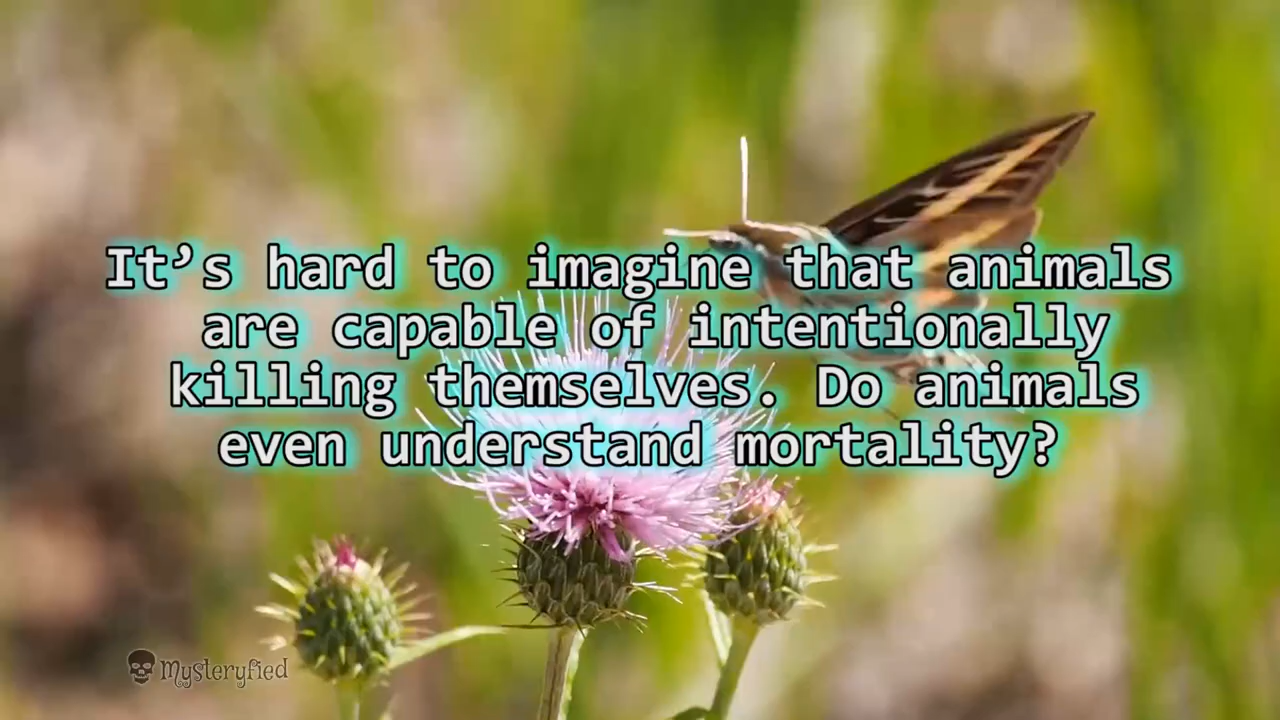 It’s hard to imagine that animals
are capable of intentionally
killing themselves. Do animals
even understand mortality?
Mysteryfied